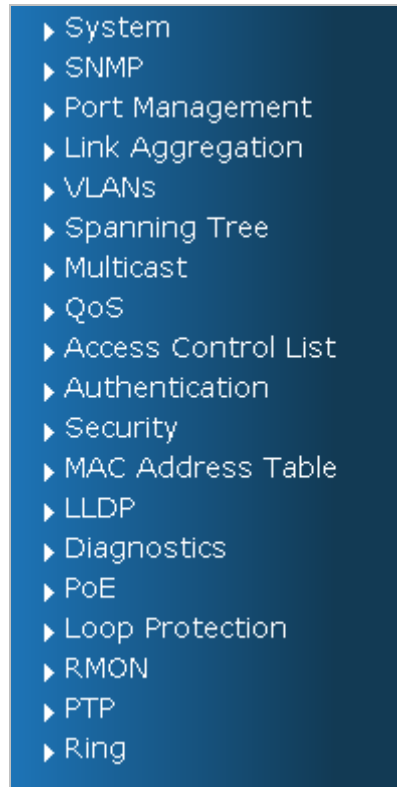 System
SNMP
Port Management
Link Aggregation
VLANs
Spanning Tree
Multicast
QoS
Access Control List
Authentication
Security
MAC Address Table
LLDP
Diagnostics
PoE
Loop Protection
RMON
PTP
Ring